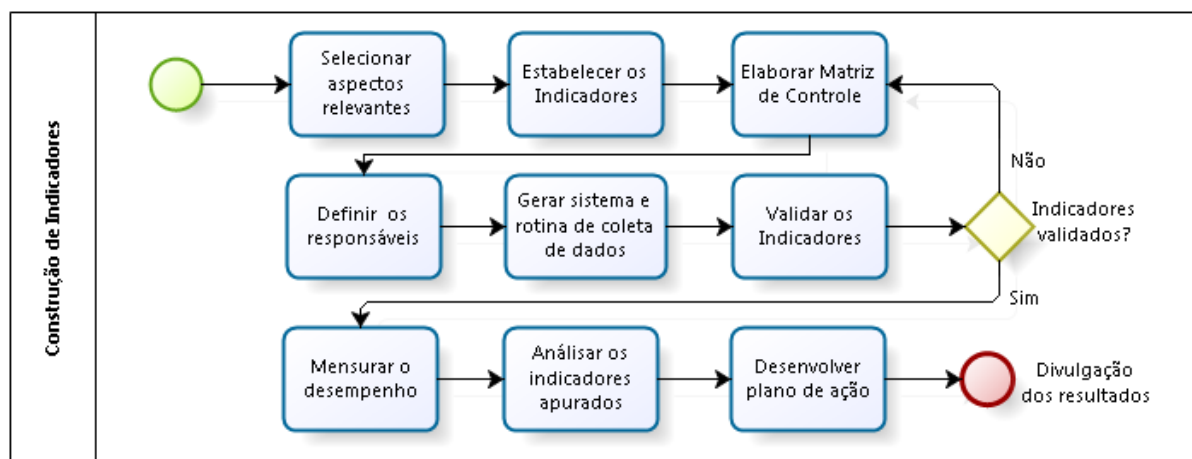 Construção de Indicadores
Selecionar
aspectos
relevantes
Estabelecer os
Indicadores
Elaborar Matriz
de Controle
Não
Definir os
responsáveis
Gerar sistema e
rotina de coleta
de dados
Validar os
Indicadores
Indicadores
validados?
Sim
Mensurar o
desempenho
Análisar os
indicadores
apurados
Desenvolver
plano de ação
Divulgação
dos resultados